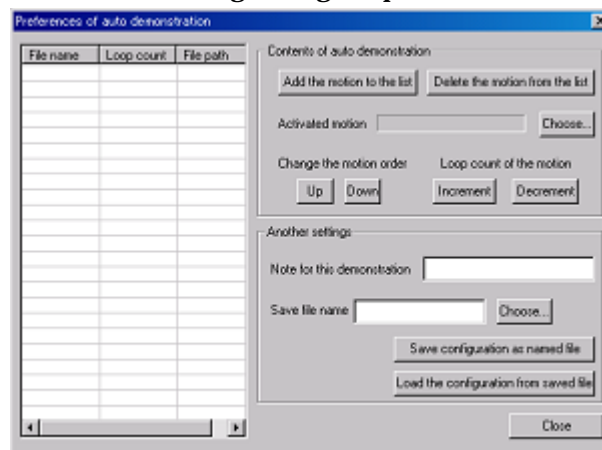 Preferences of auto demonstration
File name Loop count File path
Contents of auto demonstration
Add the motion to the list Delete the motion from the list
Activated motion Choose...
Change the motion order Loop count of the motion
Up Down Increment Decrement
Another settings
Note for this demonstration
Save file name Choose...
Save configuration as named file
Load the configuration from saved file
Close